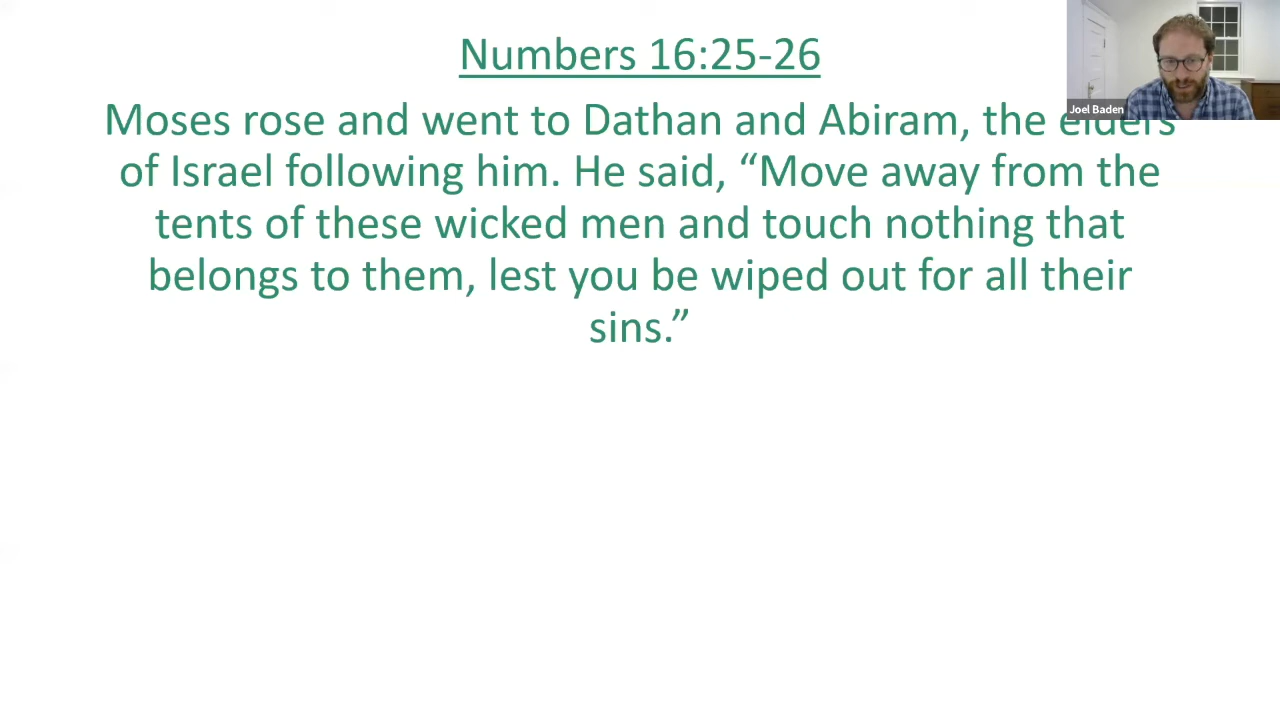 Numbers 16:25-26
Moses rose and went to Dathan and Abiram, the elders
of Israel following him. He said, “Move away from the
tents of these wicked men and touch nothing that
belongs to them, lest you be wiped out for all their
sins.”
Joel Baden